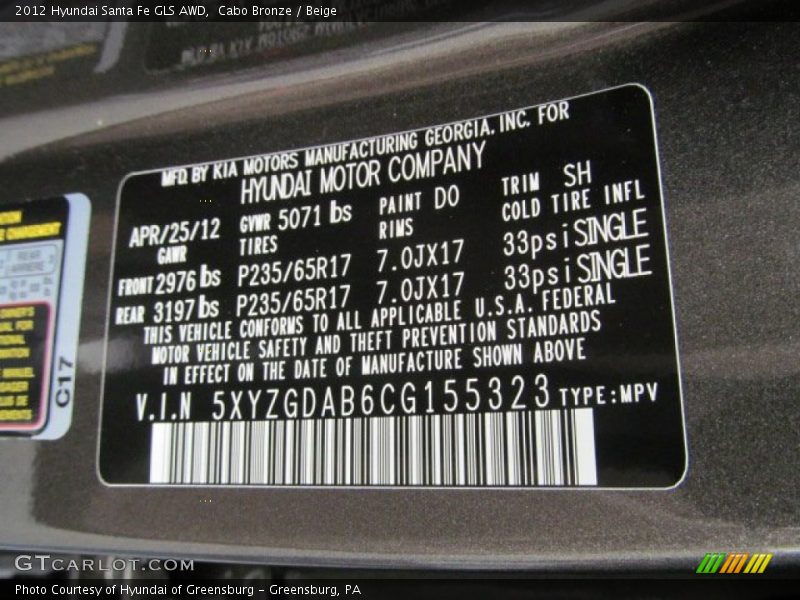 2012 Hyundai Santa Fe GLS AWD, Cabo Bronze / Beige
MFD. BY KIA MOTORS MANUFACTURING GEORGIA, INC. FOR
HYUNDAI MOTOR COMPANY
APR/25/12 GVWR 5071 lbs PAINT DO TRIM SH
GAWR TIRES RIMS COLD TIRE INFL
FRONT 2976 lbs P235/65R17 7.0JX17 33psi SINGLE
REAR 3197 lbs P235/65R17 7.0JX17 33psi SINGLE
THIS VEHICLE CONFORMS TO ALL APPLICABLE U.S.A. FEDERAL
MOTOR VEHICLE SAFETY AND THEFT PREVENTION STANDARDS
IN EFFECT ON THE DATE OF MANUFACTURE SHOWN ABOVE
V.I.N 5XYZGDAB6CG155323 TYPE:MPV
C17
GTCARLOT.COM
Photo Courtesy of Hyundai of Greensburg – Greensburg, PA